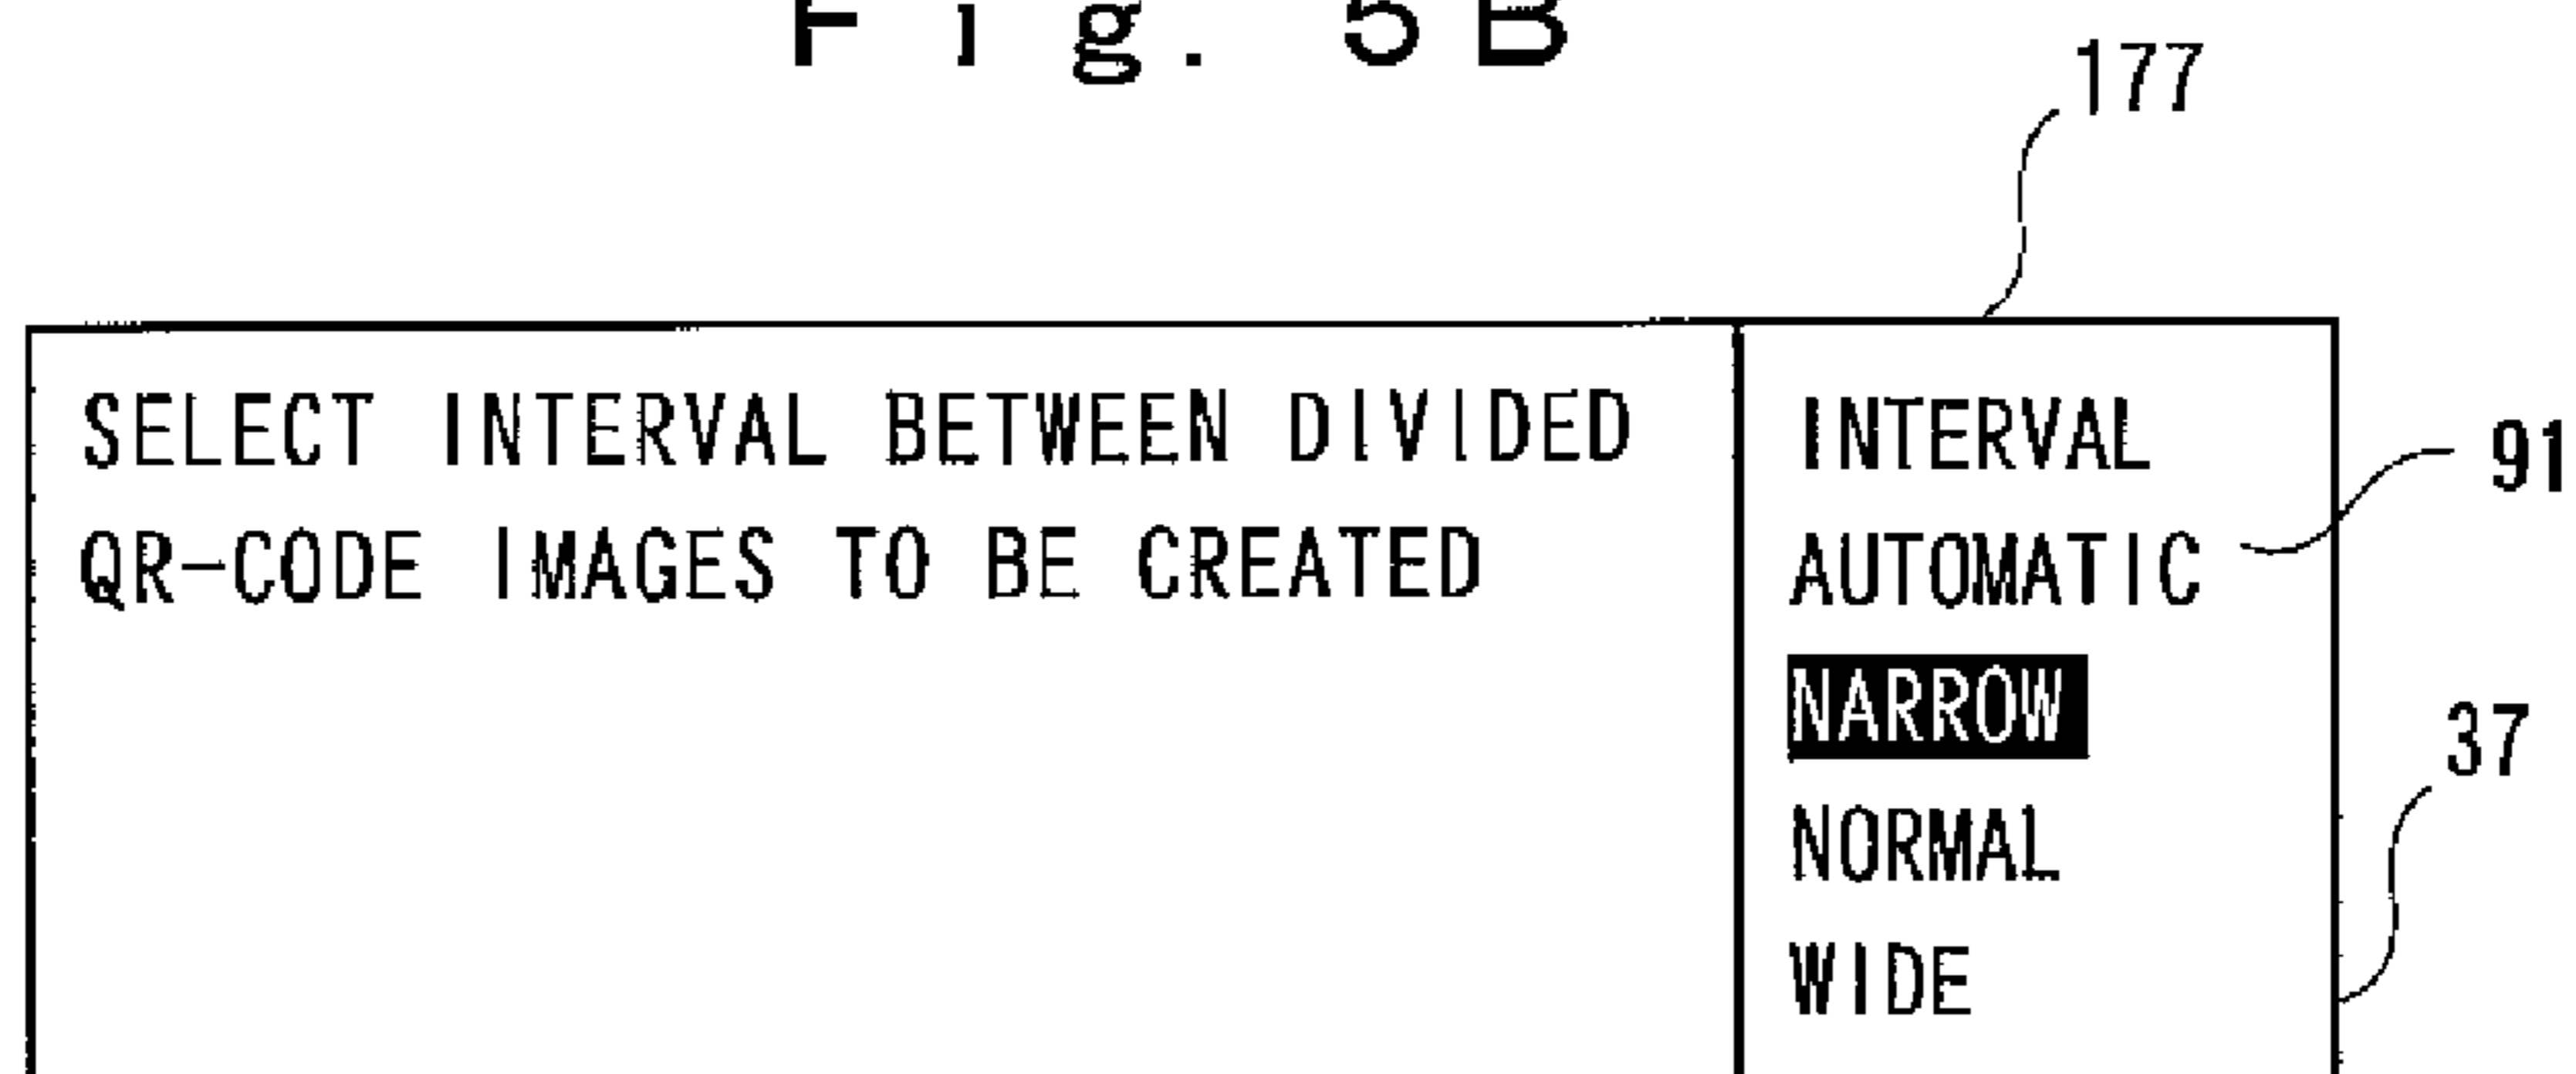 Fig. 5B
177
SELECT INTERVAL BETWEEN DIVIDED
QR-CODE IMAGES TO BE CREATED
INTERVAL
AUTOMATIC
NARROW
NORMAL
WIDE
91
37